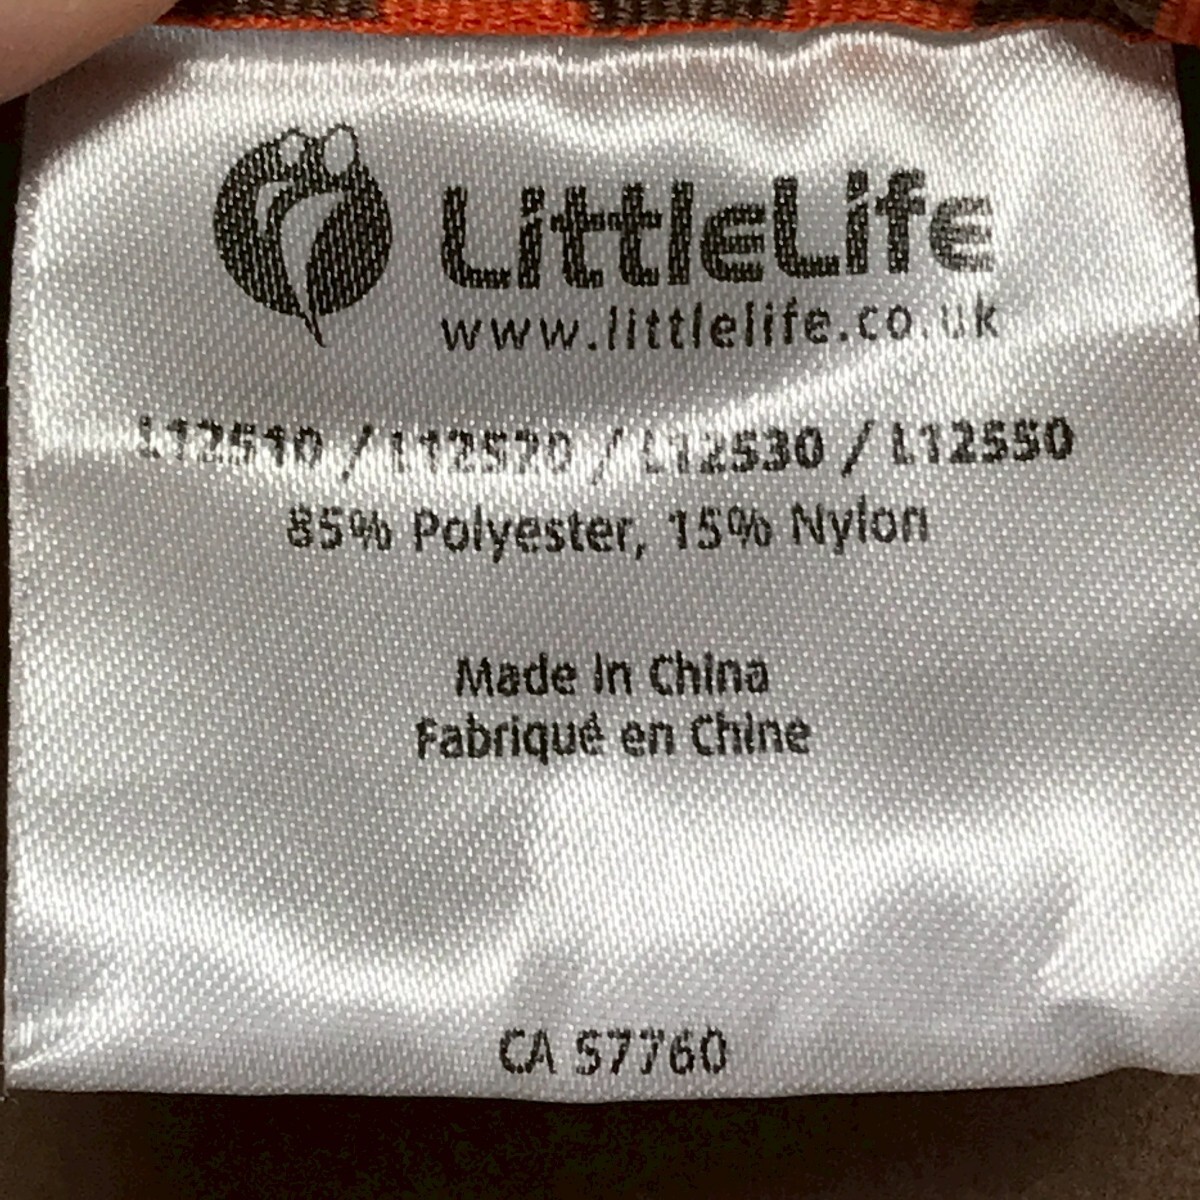 LittleLife
www.littlelife.co.uk
L12510 / L12520 / L12530 / L12550
85% Polyester, 15% Nylon
Made in China
Fabriqué en Chine
CA 57760